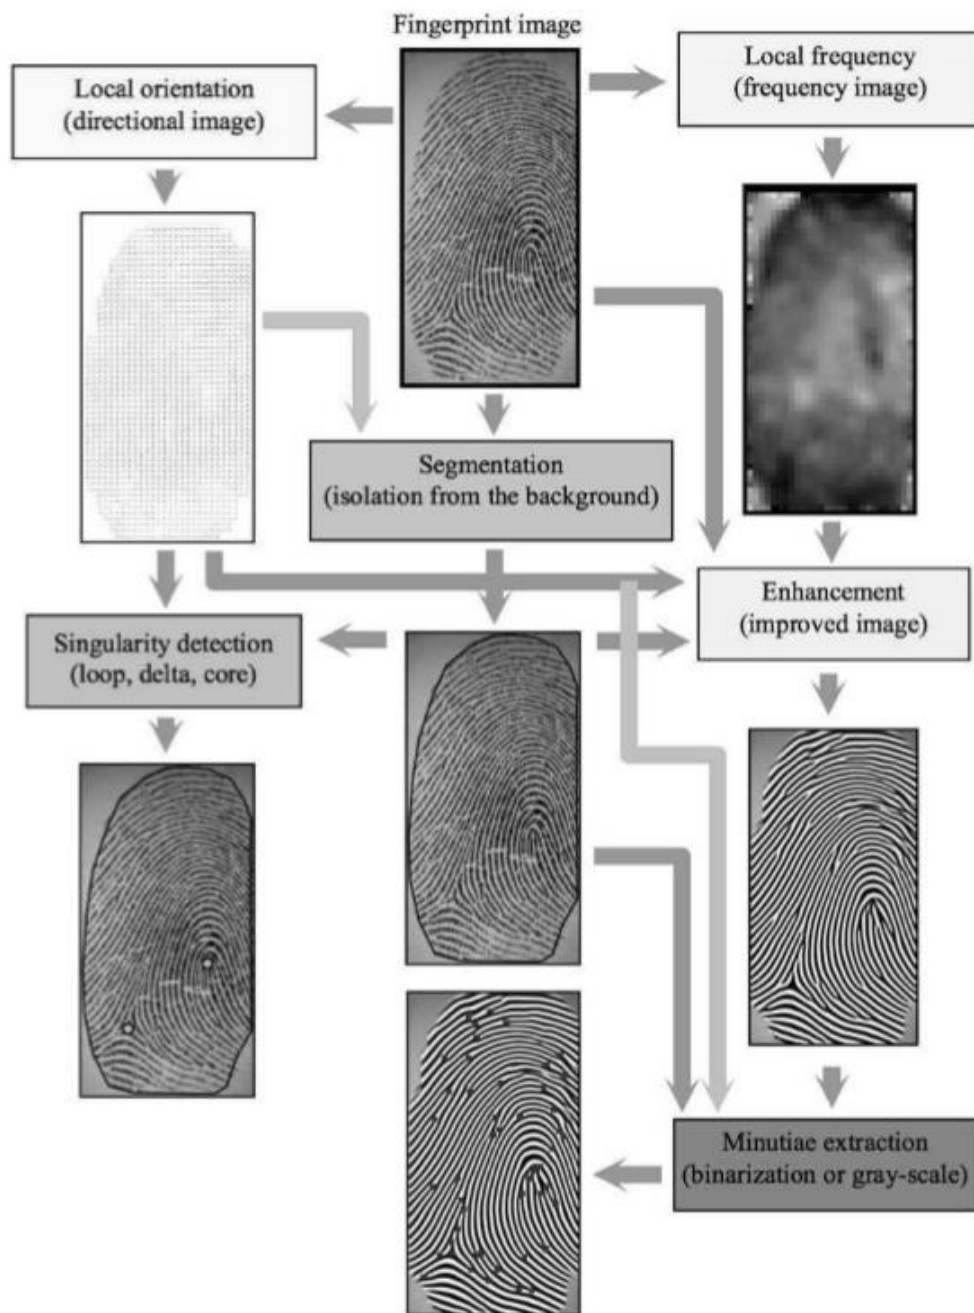 Fingerprint image
Local orientation
(directional image)
Local frequency
(frequency image)
Segmentation
(isolation from the background)
Singularity detection
(loop, delta, core)
Enhancement
(improved image)
Minutiae extraction
(binarization or gray-scale)